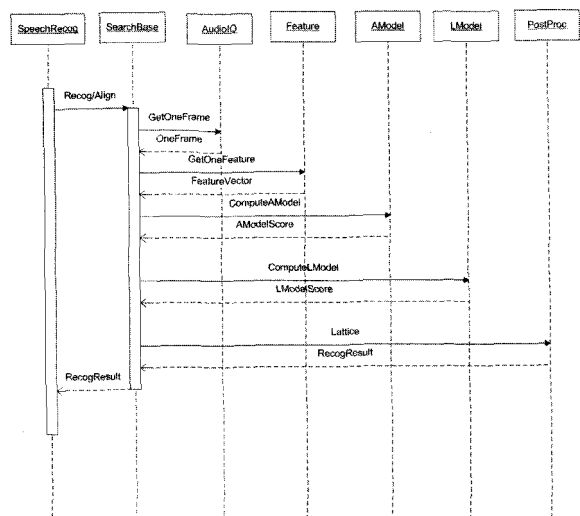 SpeechRecog
SearchBase
AudioIO
Feature
AModel
LModel
PostProc
Recog/Align
GetOneFrame
OneFrame
GetOneFeature
FeatureVector
ComputeAModel
AModelScore
ComputeLModel
LModelScore
Lattice
RecogResult
RecogResult